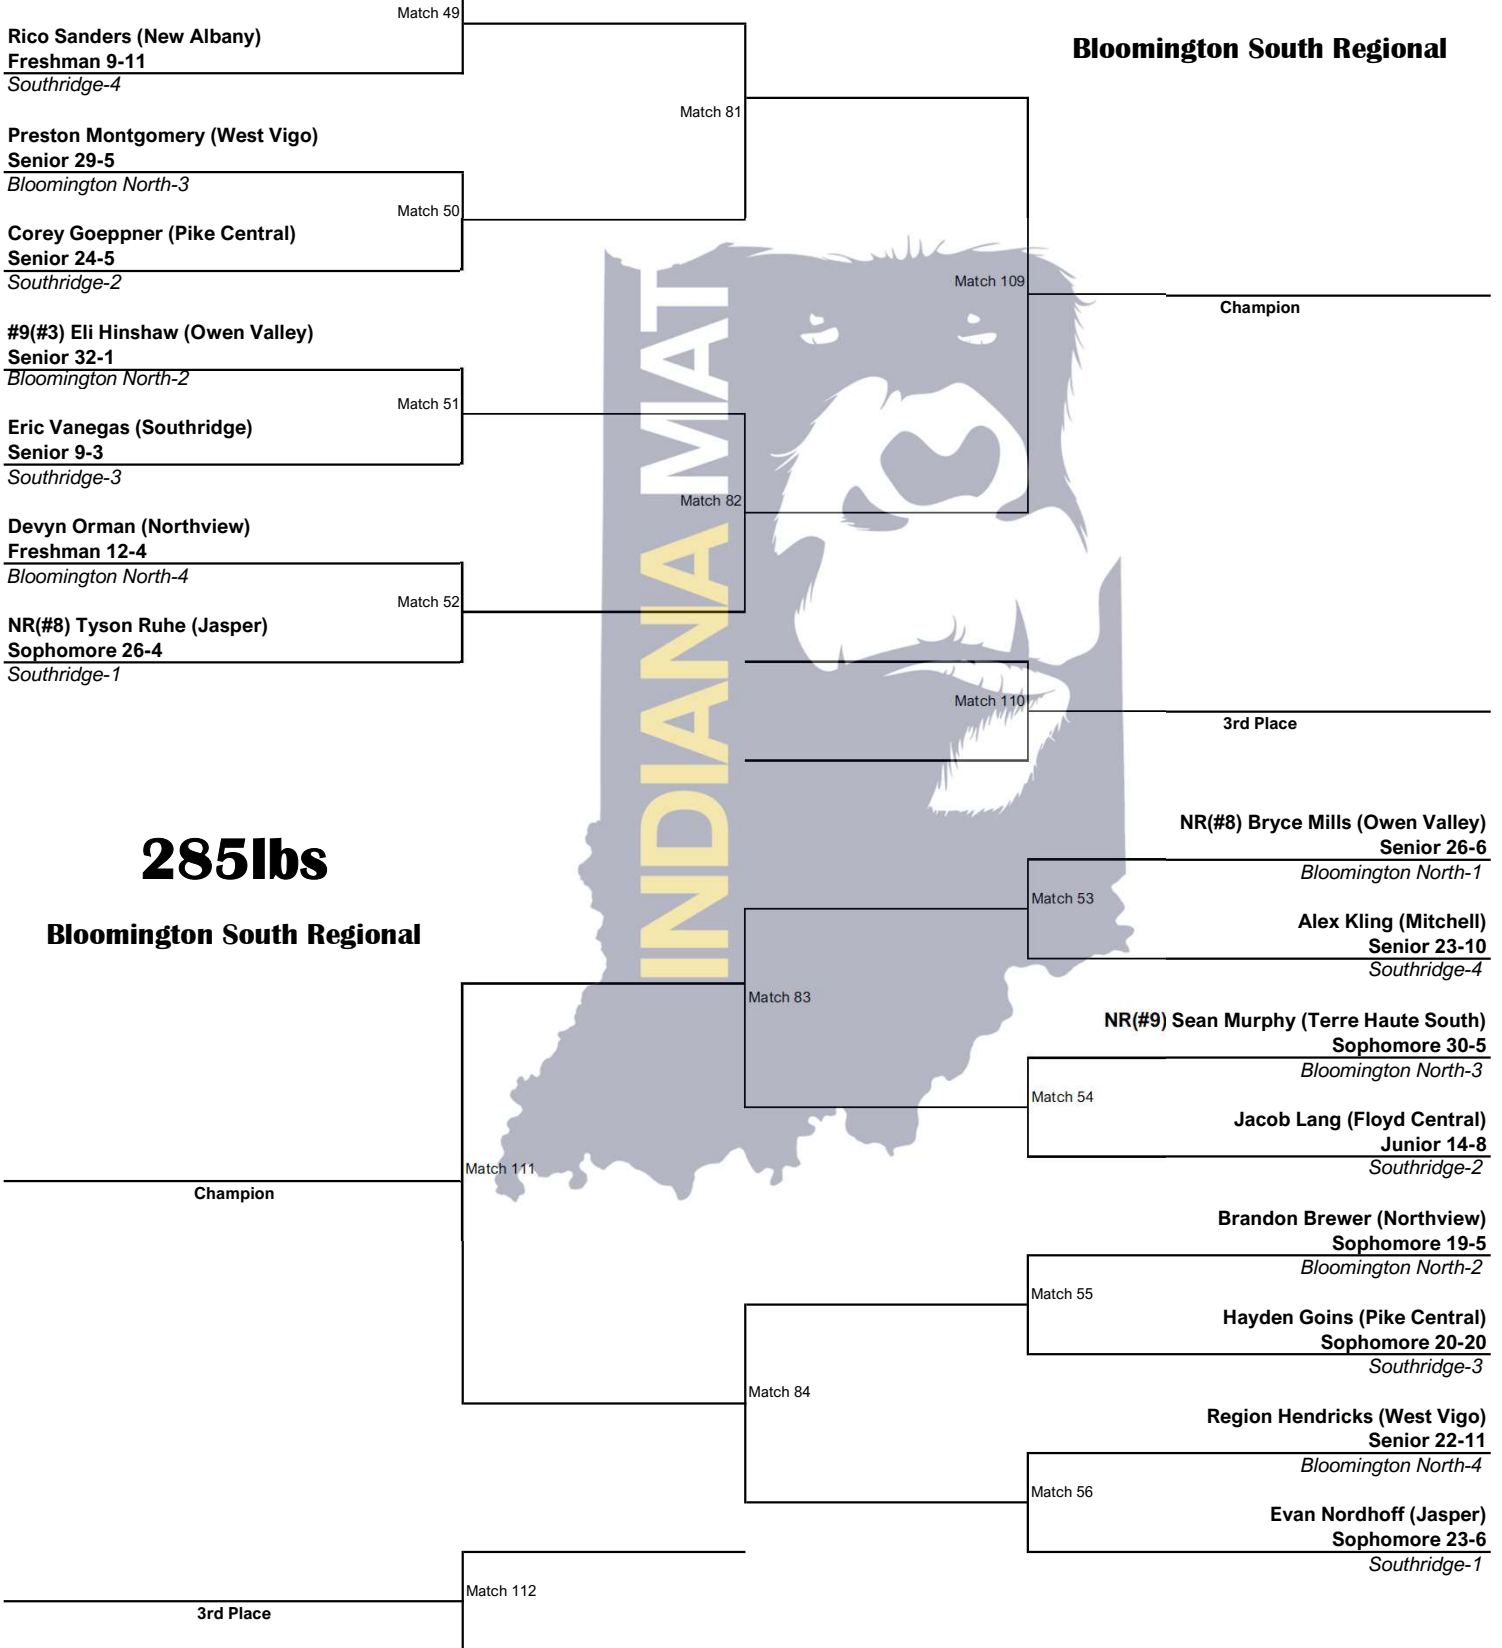 Match 49
Rico Sanders (New Albany)
Freshman 9-11
Southridge-4
Bloomington South Regional
Match 81
Preston Montgomery (West Vigo)
Senior 29-5
Bloomington North-3
Match 50
Corey Goeppner (Pike Central)
Senior 24-5
Southridge-2
Match 109
Champion
#9(#3) Eli Hinshaw (Owen Valley)
Senior 32-1
Bloomington North-2
Match 51
Eric Vanegas (Southridge)
Senior 9-3
Southridge-3
Match 82
Devyn Orman (Northview)
Freshman 12-4
Bloomington North-4
Match 52
NR(#8) Tyson Ruhe (Jasper)
Sophomore 26-4
Southridge-1
Match 110
3rd Place
INDIANA MAT
285lbs
Bloomington South Regional
NR(#8) Bryce Mills (Owen Valley)
Senior 26-6
Bloomington North-1
Match 53
Alex Kling (Mitchell)
Senior 23-10
Southridge-4
Match 83
NR(#9) Sean Murphy (Terre Haute South)
Sophomore 30-5
Bloomington North-3
Match 54
Jacob Lang (Floyd Central)
Junior 14-8
Southridge-2
Match 111
Champion
Brandon Brewer (Northview)
Sophomore 19-5
Bloomington North-2
Match 55
Hayden Goins (Pike Central)
Sophomore 20-20
Southridge-3
Match 84
Region Hendricks (West Vigo)
Senior 22-11
Bloomington North-4
Match 56
Evan Nordhoff (Jasper)
Sophomore 23-6
Southridge-1
Match 112
3rd Place